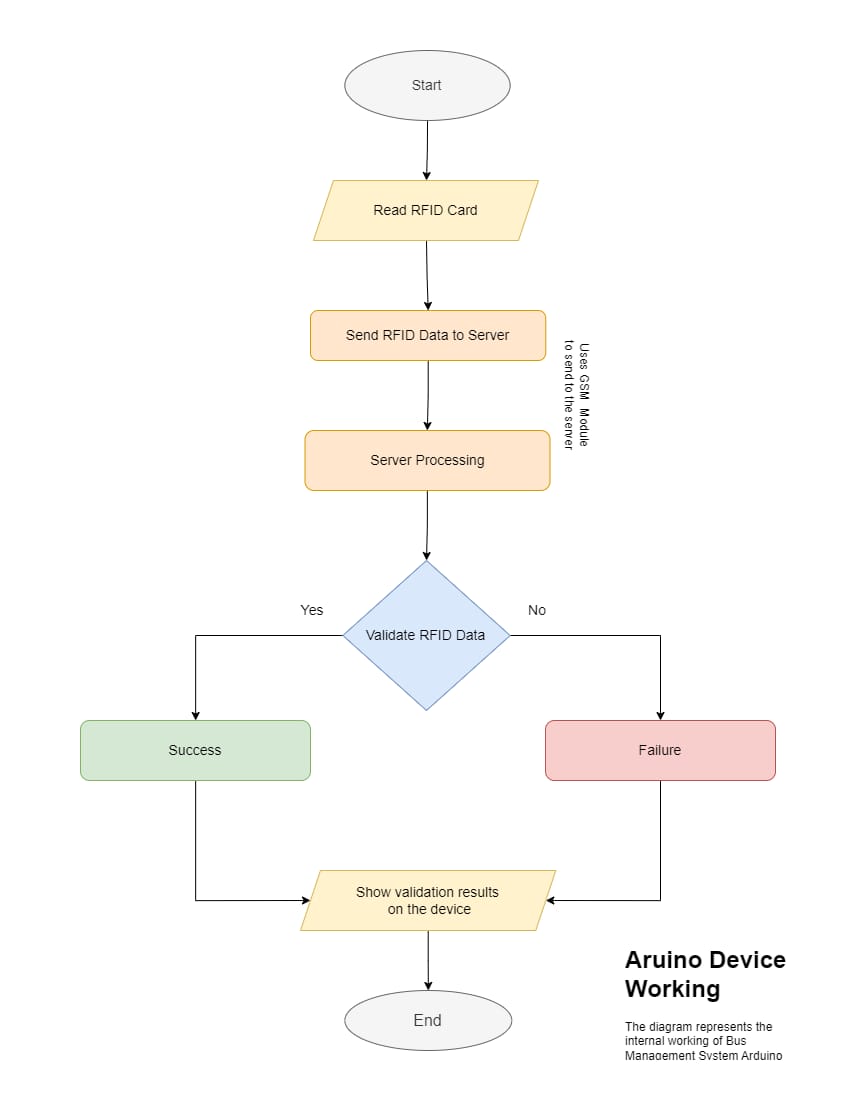 Start
Read RFID Card
Send RFID Data to Server
Uses GSM Module
to send to the server
Server Processing
Yes
No
Validate RFID Data
Success
Failure
Show validation results
on the device
End
Aruino Device
Working
The diagram represents the
internal working of Bus
Management System Arduino